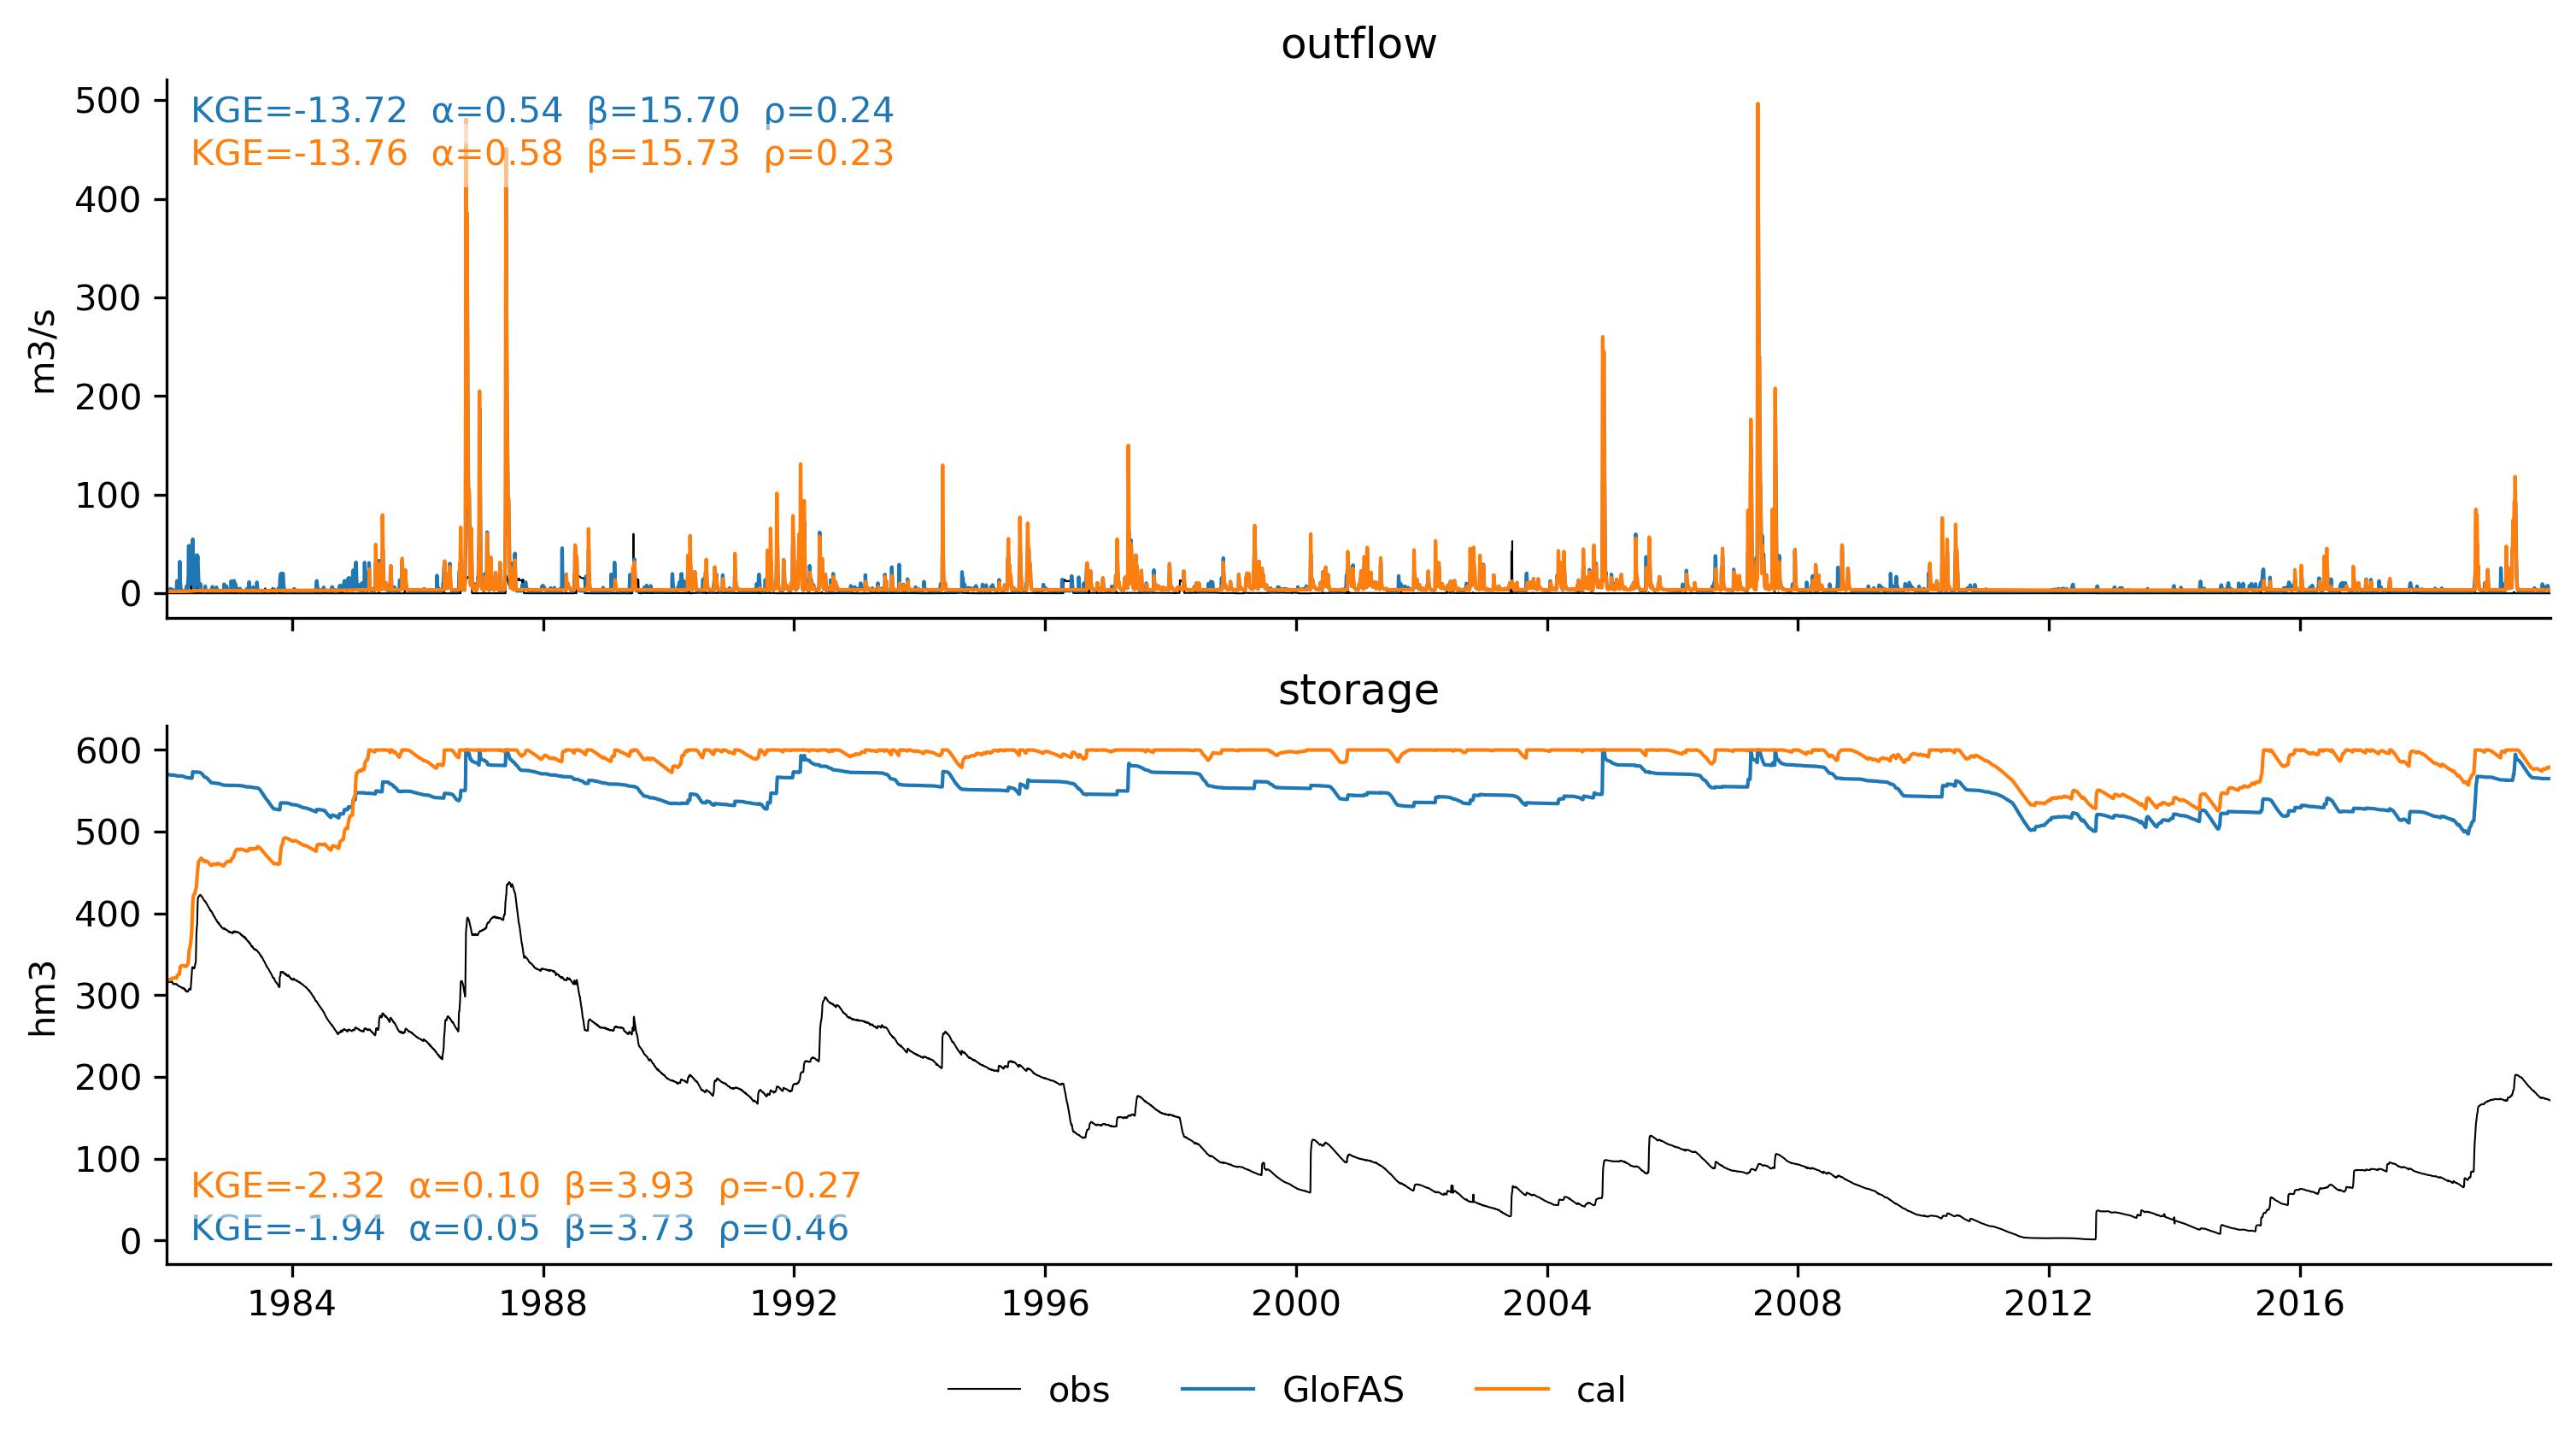 outflow
500
400
300
200
100
0
m3/s
KGE=-13.72 α=0.54 β=15.70 ρ=0.24
KGE=-13.76 α=0.58 β=15.73 ρ=0.23
storage
600
500
400
300
200
100
0
hm3
KGE=-2.32 α=0.10 β=3.93 ρ=-0.27
KGE=-1.94 α=0.05 β=3.73 ρ=0.46
1984 1988 1992 1996 2000 2004 2008 2012 2016
obs GloFAS cal